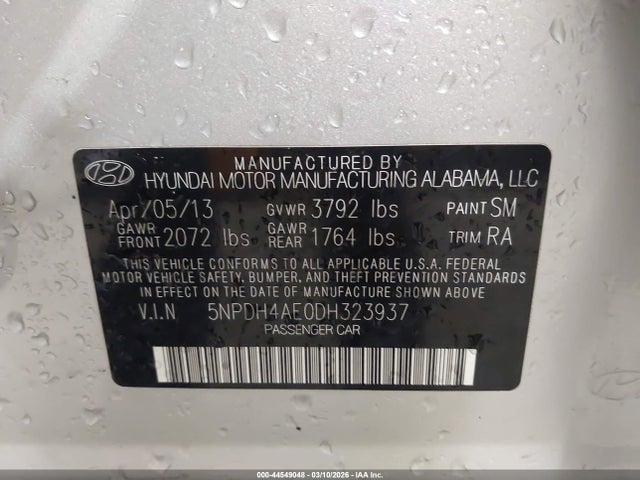 MANUFACTURED BY
HYUNDAI MOTOR MANUFACTURING ALABAMA, LLC
Apr/05/13 GVWR 3792 lbs PAINT SM
GAWR FRONT 2072 lbs GAWR REAR 1764 lbs TRIM RA
THIS VEHICLE CONFORMS TO ALL APPLICABLE U.S.A. FEDERAL
MOTOR VEHICLE SAFETY, BUMPER, AND THEFT PREVENTION STANDARDS
IN EFFECT ON THE DATE OF MANUFACTURE SHOWN ABOVE.
V.I.N 5NPDH4AE0DH323937
PASSENGER CAR
000-44549048 - 03/10/2026 - IAA Inc.